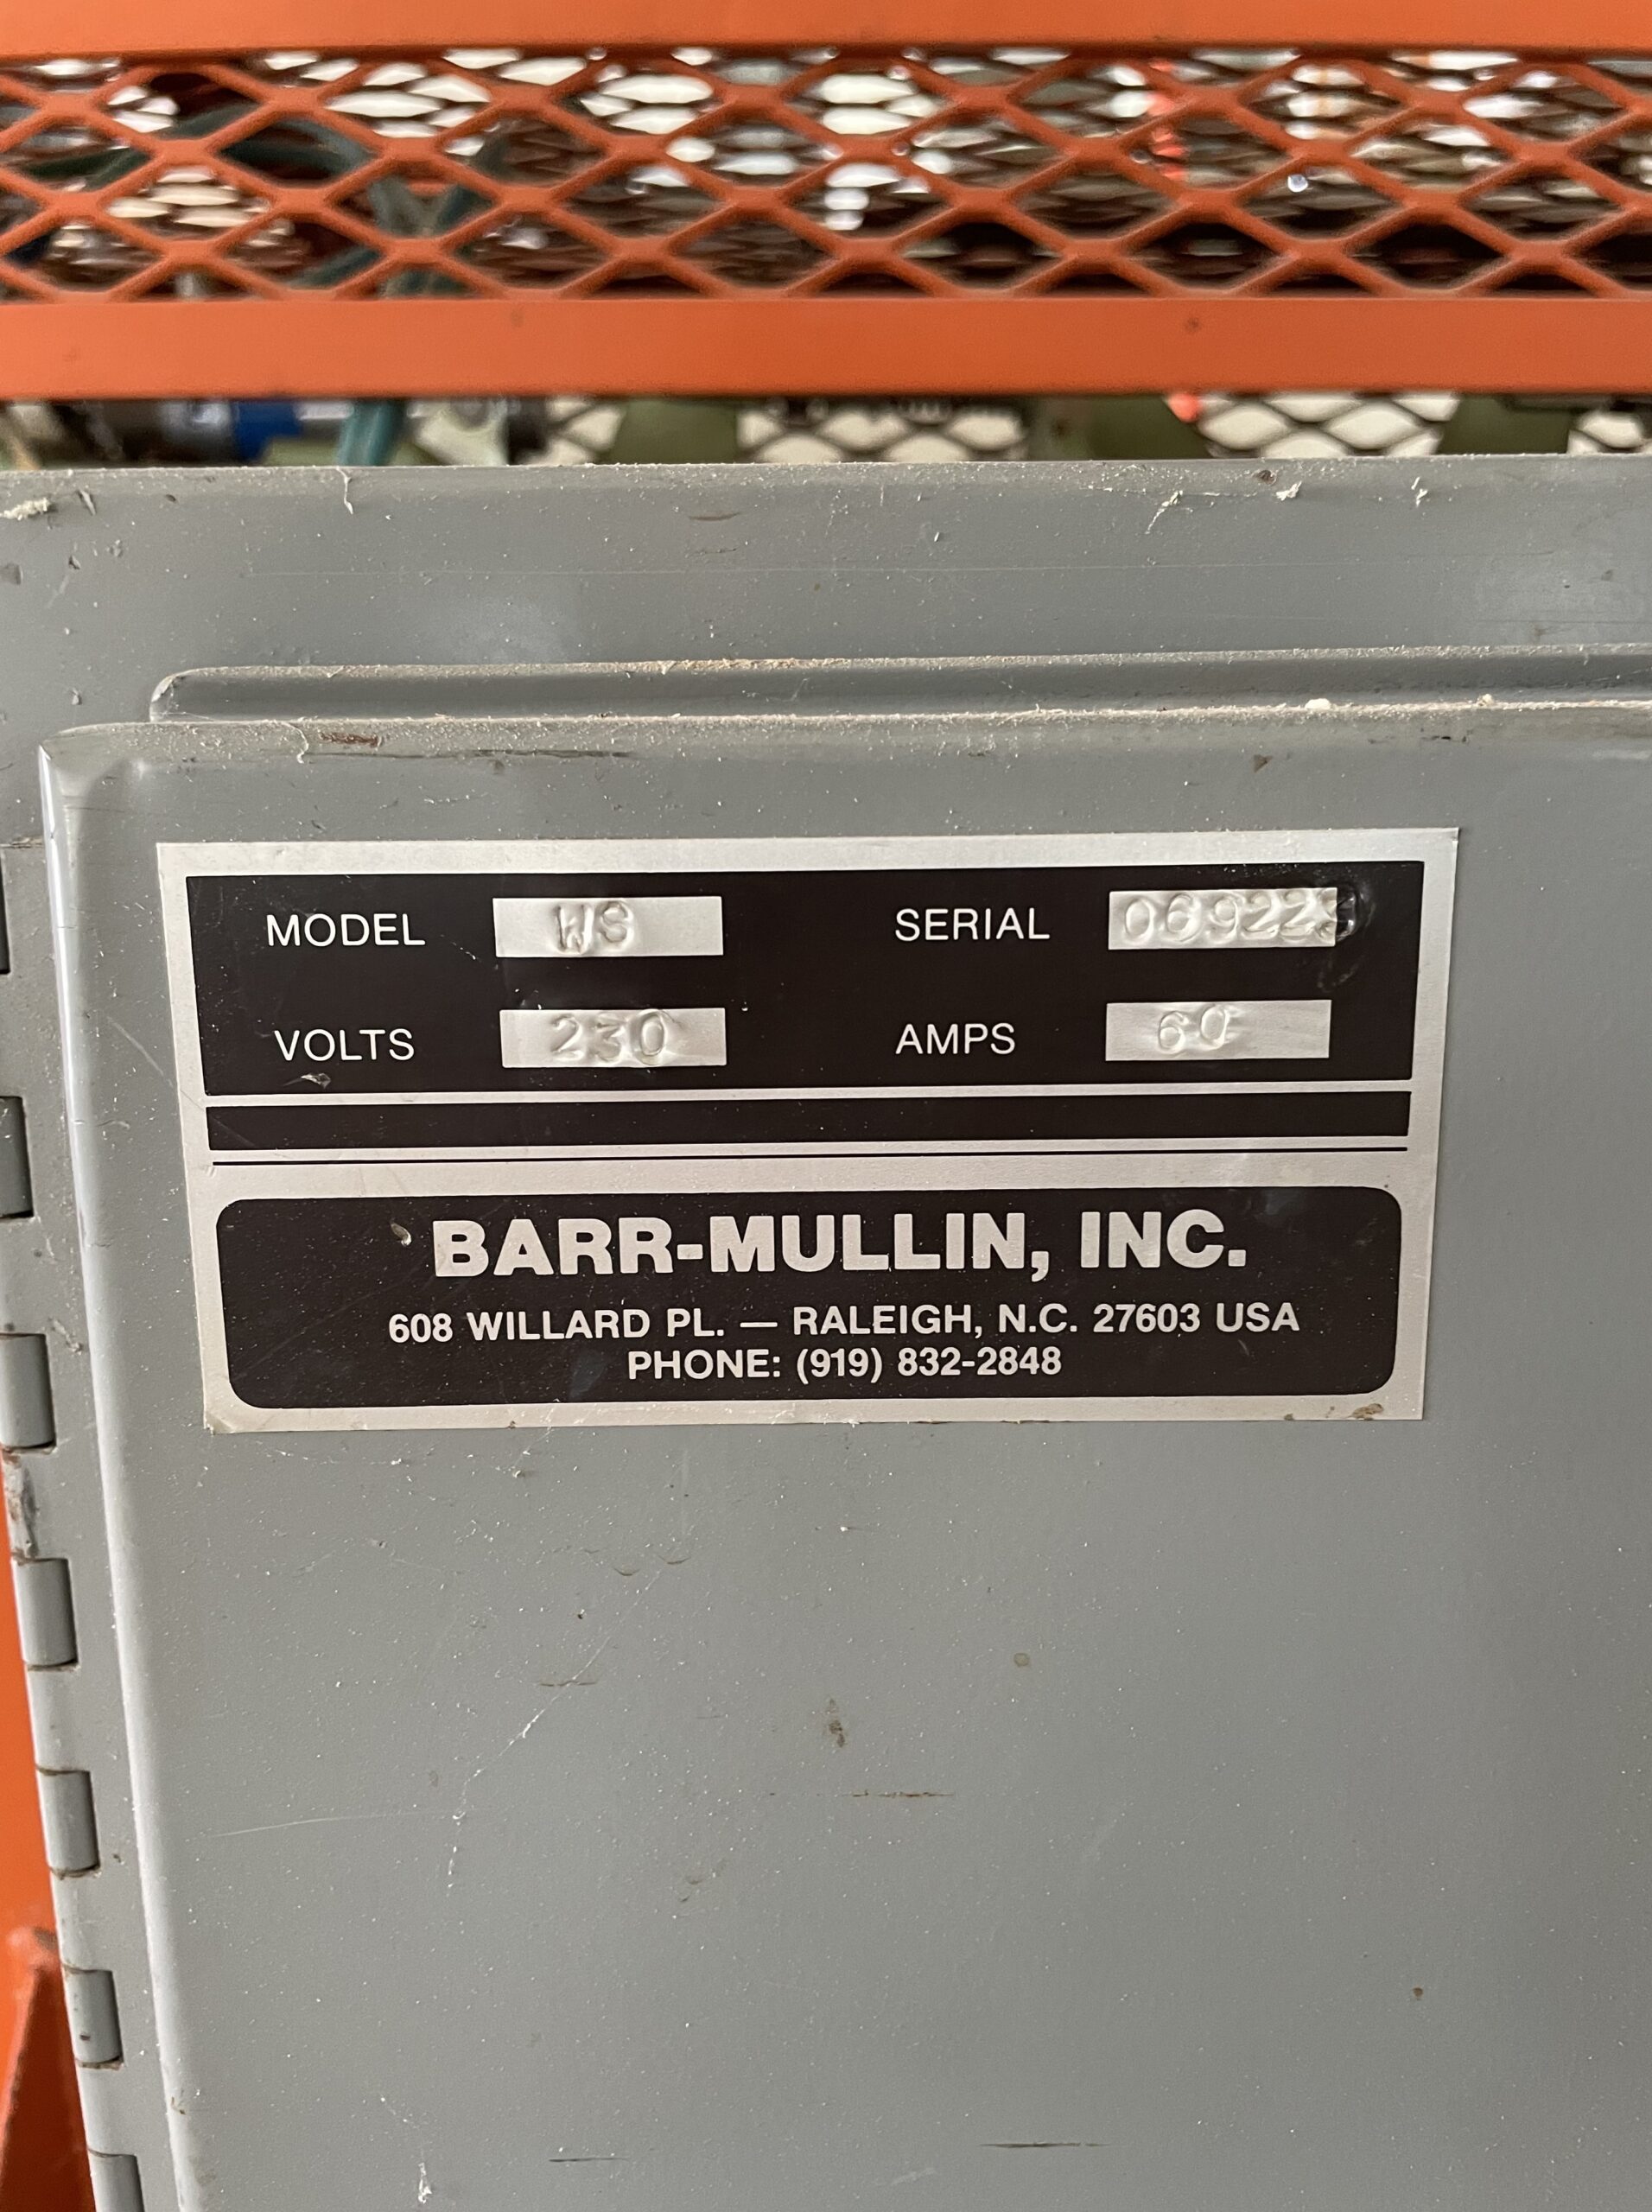 MODEL WS SERIAL
VOLTS 230 AMPS 60
BARR-MULLIN, INC.
608 WILLARD PL. — RALEIGH, N.C. 27603 USA
PHONE: (919) 832-2848